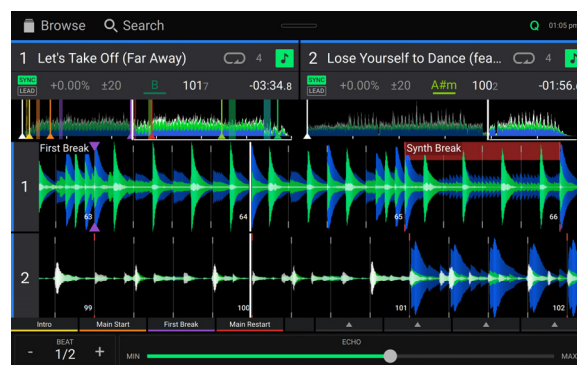 Browse Search Q 01:05 pm
1 Let's Take Off (Far Away) 4 2 Lose Yourself to Dance (fea... 4
SYNC LEAD +0.00% ±20 B 101.7 -03:34.8 SYNC LEAD +0.00% ±20 A#m 100.2 -01:56.
First Break Synth Break
1
63 64 65 66
2
99 100 101 102
Intro Main Start First Break Main Restart
BEAT ECHO
- 1/2 + MIN MAX